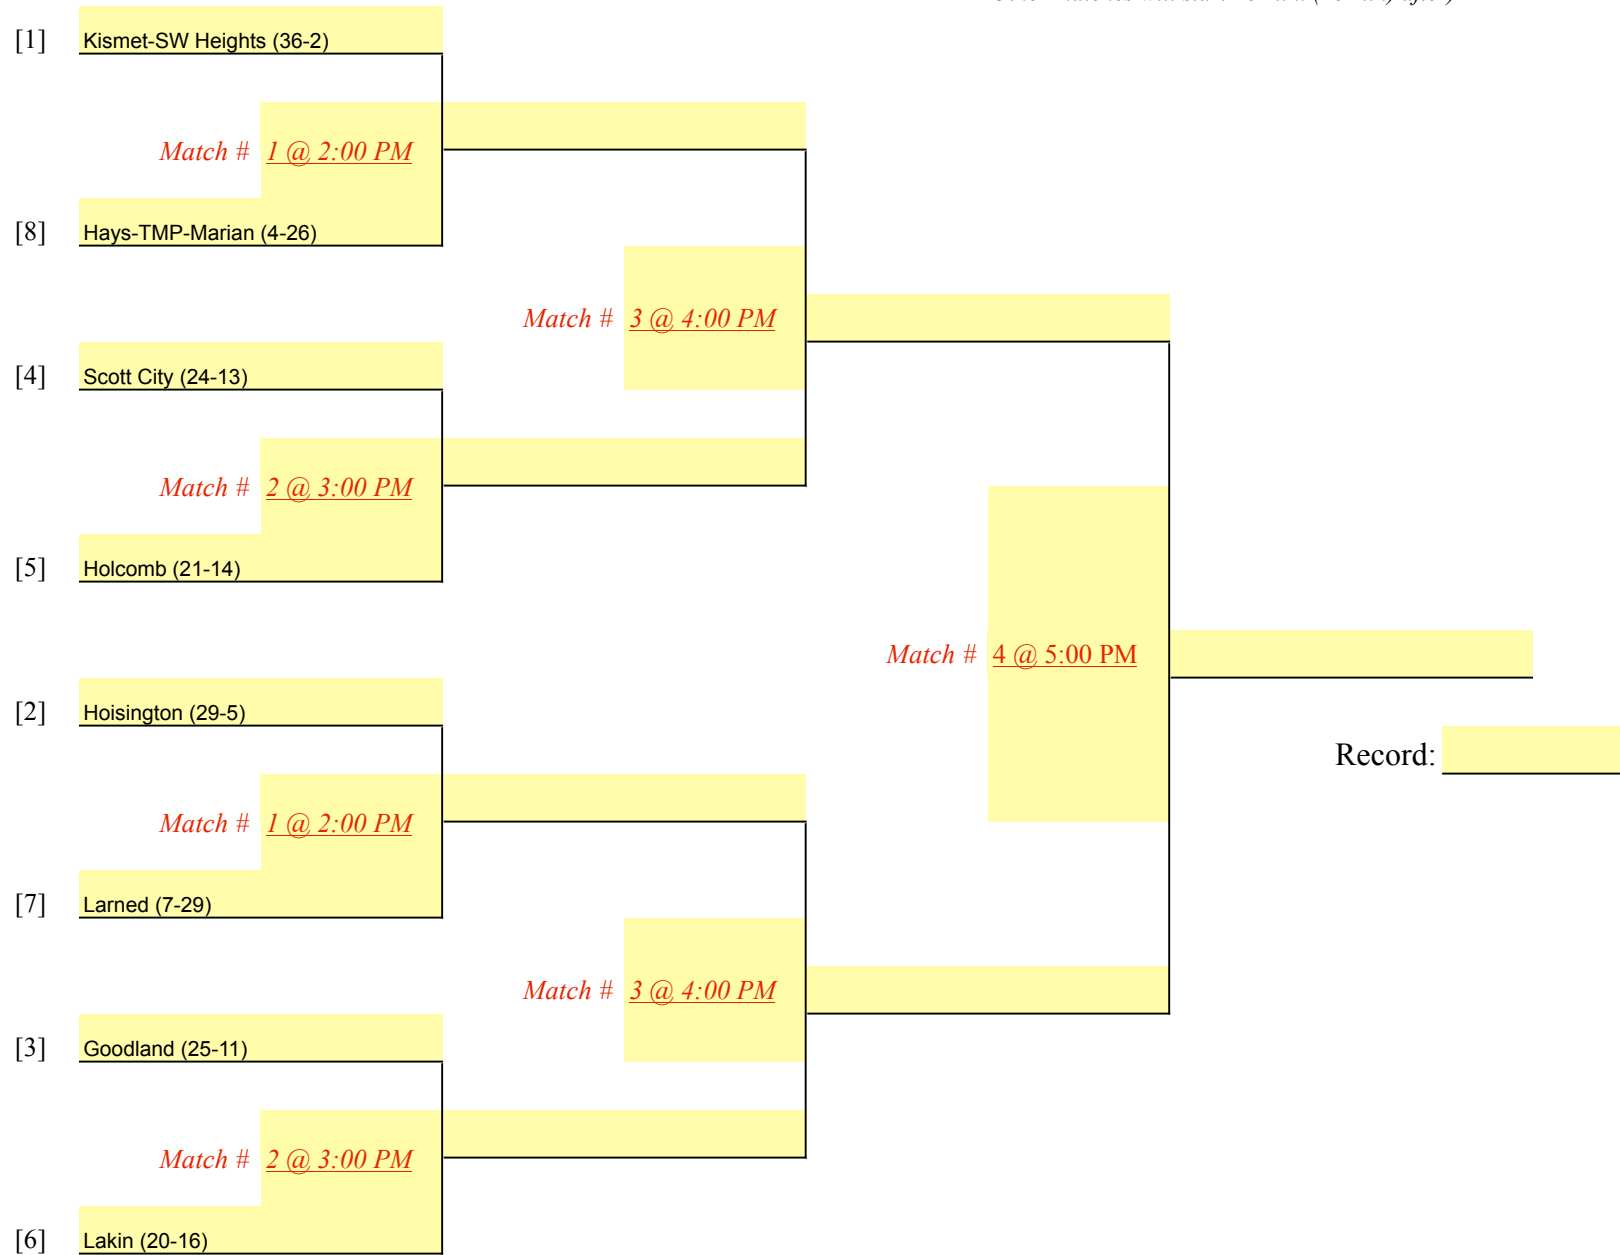 [1] Kismet-SW Heights (36-2)
Match # 1 @ 2:00 PM
[8] Hays-TMP-Marian (4-26)
Match # 3 @ 4:00 PM
[4] Scott City (24-13)
Match # 2 @ 3:00 PM
[5] Holcomb (21-14)
Match # 4 @ 5:00 PM
[2] Hoisington (29-5)
Record:
Match # 1 @ 2:00 PM
[7] Larned (7-29)
Match # 3 @ 4:00 PM
[3] Goodland (25-11)
Match # 2 @ 3:00 PM
[6] Lakin (20-16)